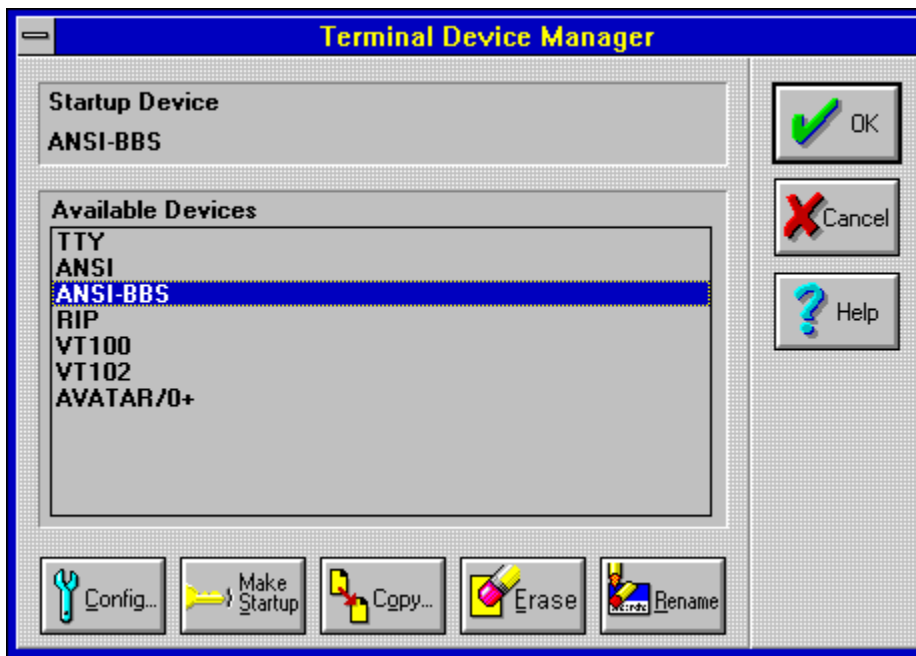 Terminal Device Manager
Startup Device
ANSI-BBS
Available Devices
TTY
ANSI
ANSI-BBS
RIP
VT100
VT102
AVATAR/0+
OK
Cancel
Help
Config...
Make
Startup
Copy...
Erase
Rename